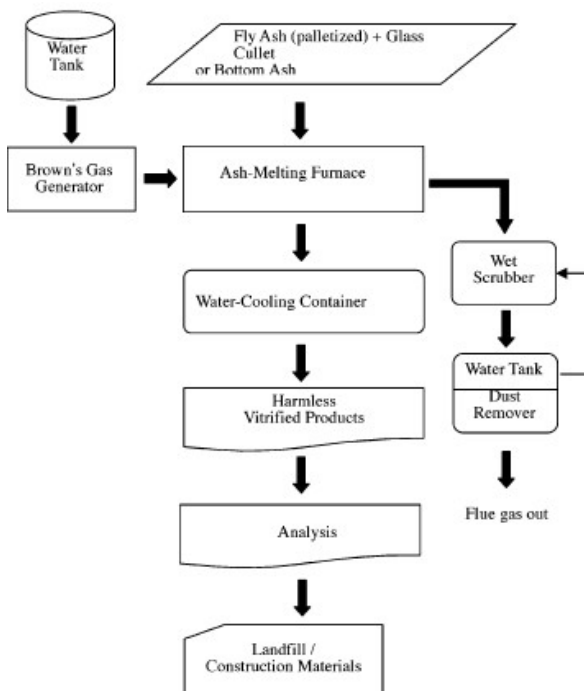 Water
Tank
Fly Ash (palletized) + Glass
Cullet
or Bottom Ash
Brown's Gas
Generator
Ash-Melting Furnace
Wet
Scrubber
Water-Cooling Container
Water Tank
Dust
Remover
Harmless
Vitrified Products
Flue gas out
Analysis
Landfill /
Construction Materials